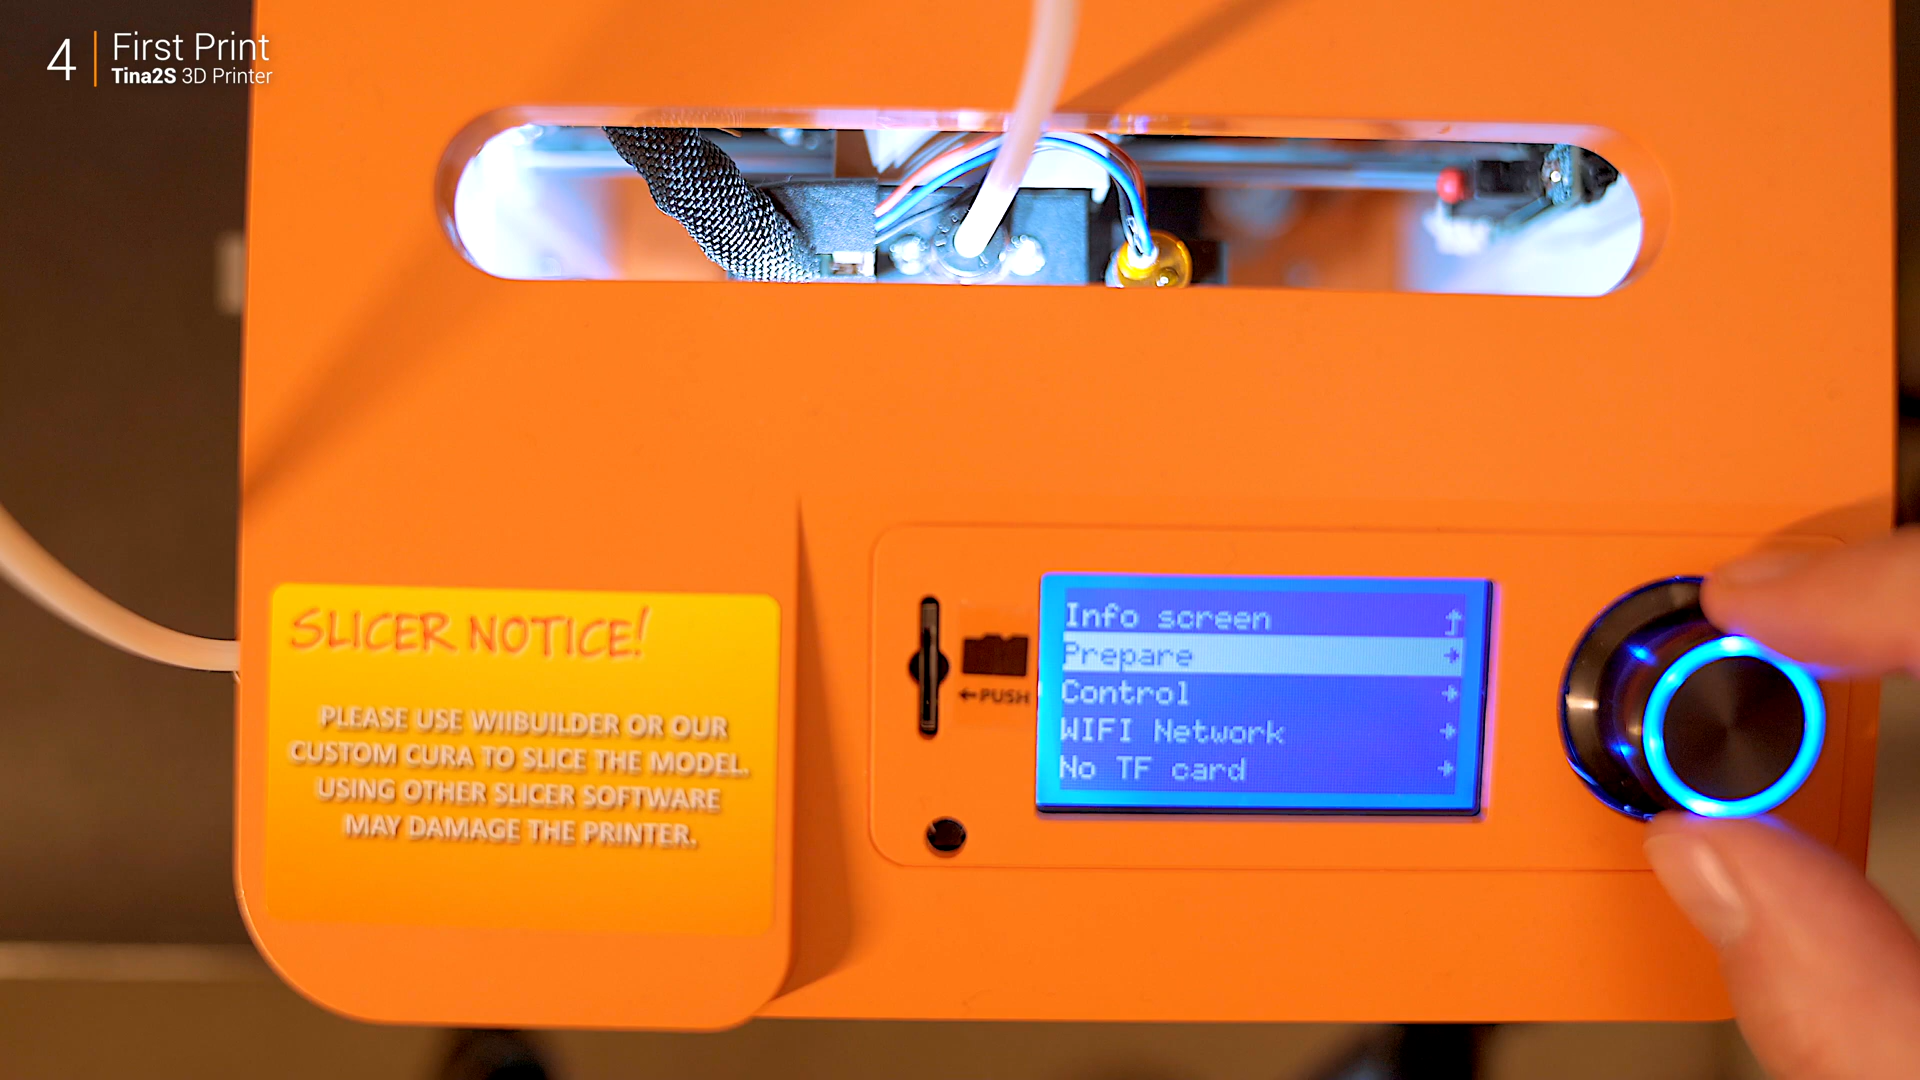 4
First Print
Tina2S 3D Printer
SLICER NOTICE!
PLEASE USE WIIBUILDER OR OUR
CUSTOM CURA TO SLICE THE MODEL.
USING OTHER SLICER SOFTWARE
MAY DAMAGE THE PRINTER.
←PUSH
Info screen
Prepare
Control
WIFI Network
No TF card